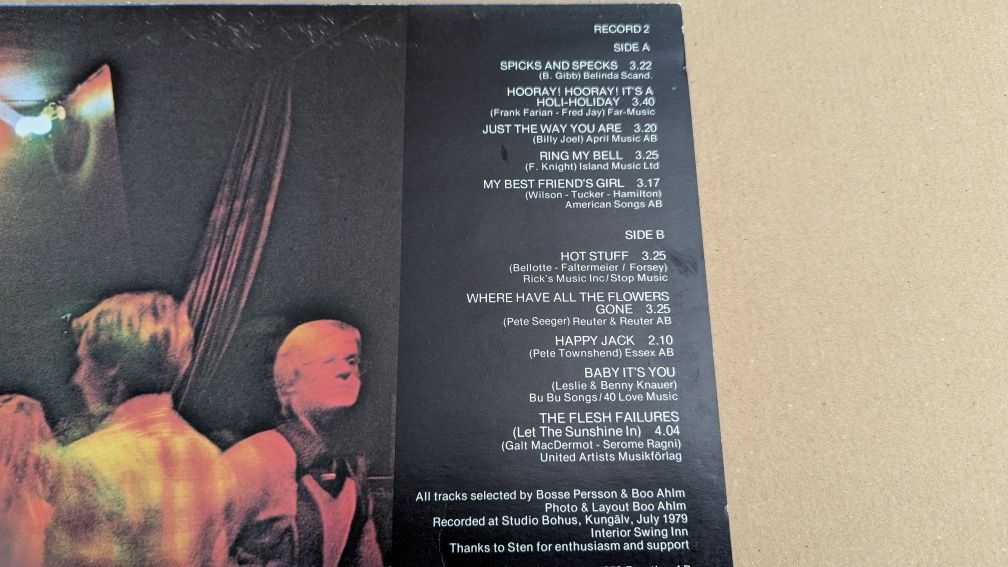 RECORD 2
SIDE A
SPICKS AND SPECKS 3.22
(B. Gibb) Belinda Scand.
HOORAY! HOORAY! IT'S A
HOLI-HOLIDAY 3.40
(Frank Farian - Fred Jay) Far-Music
JUST THE WAY YOU ARE 3.20
(Billy Joel) April Music AB
RING MY BELL 3.25
(F. Knight) Island Music Ltd
MY BEST FRIEND'S GIRL 3.17
(Wilson - Tucker - Hamilton)
American Songs AB
SIDE B
HOT STUFF 3.25
(Bellotte - Faltermeier / Forsey)
Rick's Music Inc/Stop Music
WHERE HAVE ALL THE FLOWERS
GONE 3.25
(Pete Seeger) Reuter & Reuter AB
HAPPY JACK 2.10
(Pete Townshend) Essex AB
BABY IT'S YOU
(Leslie & Benny Knauer)
Bu Bu Songs/40 Love Music
THE FLESH FAILURES
(Let The Sunshine In) 4.04
(Galt MacDermot - Serome Ragni)
United Artists Musikförlag
All tracks selected by Bosse Persson & Boo Ahlm
Photo & Layout Boo Ahlm
Recorded at Studio Bohus, Kungälv, July 1979
Interior Swing Inn
Thanks to Sten for enthusiasm and support